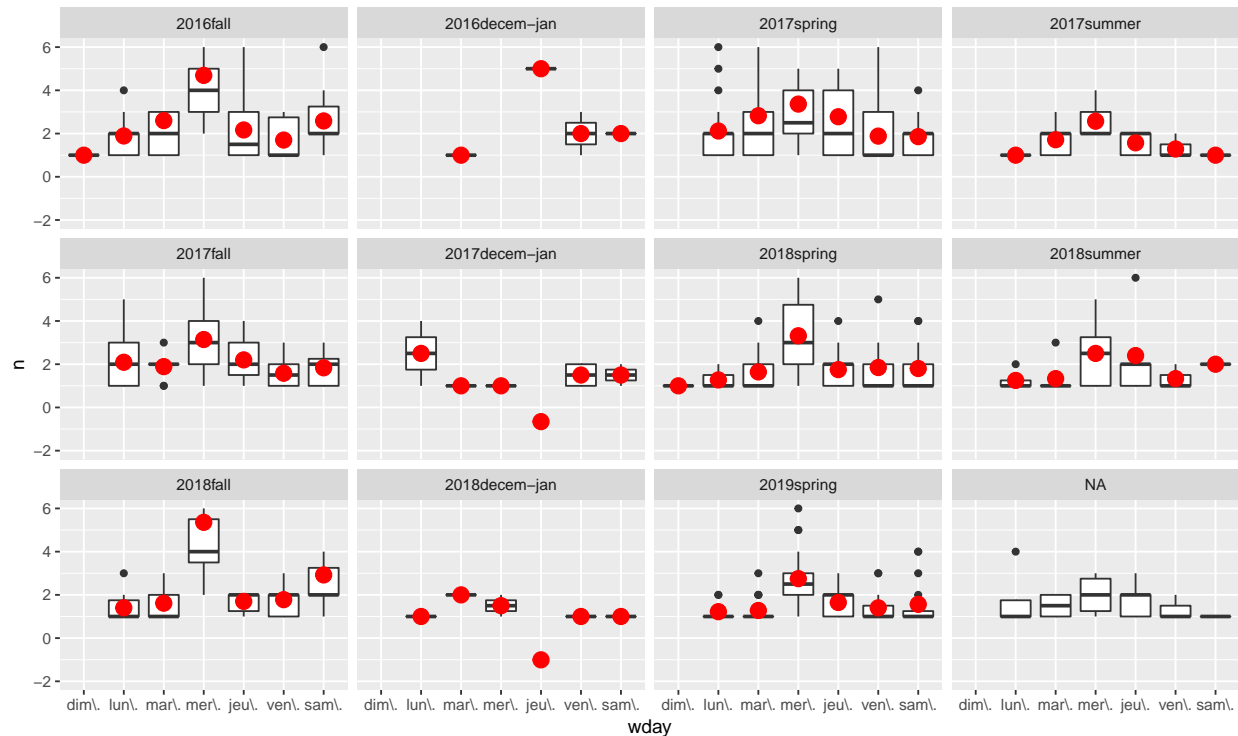 2016fall 2016decem−jan 2017spring 2017summer
6
4
2
0
−2
2017fall 2017decem−jan 2018spring 2018summer
6
4
2
0
−2
n
2018fall 2018decem−jan 2019spring NA
6
4
2
0
−2
dim\. lun\. mar\. mer\. jeu\. ven\. sam\. dim\. lun\. mar\. mer\. jeu\. ven\. sam\. dim\. lun\. mar\. mer\. jeu\. ven\. sam\. dim\. lun\. mar\. mer\. jeu\. ven\. sam\.
wday